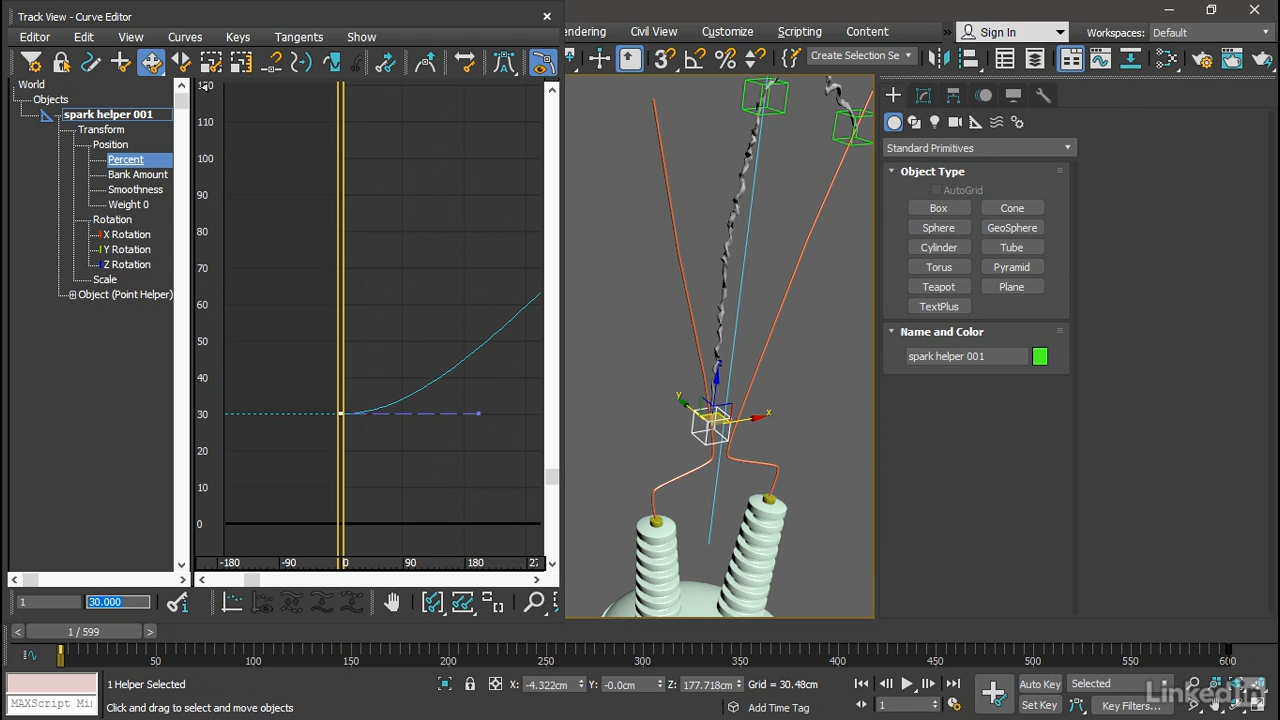 Track View - Curve Editor
Editor Edit View Curves Keys Tangents Show
endering Civil View Customize Scripting Content
Sign In
Workspaces: Default
Create Selection Se
World
Objects
spark helper 001
Transform
Position
Percent
Bank Amount
Smoothness
Weight 0
Rotation
X Rotation
Y Rotation
Z Rotation
Scale
Object (Point Helper)
110
100
90
80
70
60
50
40
30
20
10
0
-180 -90 0 90 180 27
1 30.000
x
y
Standard Primitives
Object Type
AutoGrid
Box Cone
Sphere GeoSphere
Cylinder Tube
Torus Pyramid
Teapot Plane
TextPlus
Name and Color
spark helper 001
< 1 / 599 >
50 100 150 200 250 300 350 400 450 500 550 600
MAXScript Mi
1 Helper Selected
Click and drag to select and move objects
X: -4.322cm Y: -0.0cm Z: 177.718cm Grid = 30.48cm
Add Time Tag
1
Auto Key Selected
Set Key Key Filters...
LinkedIn